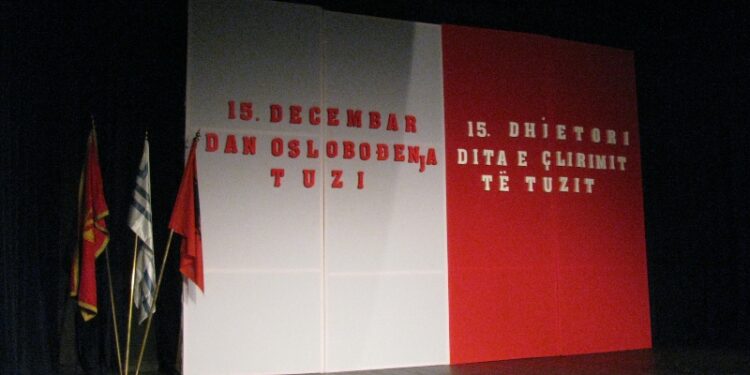 15. DECEMBAR
DAN OSLOBOĐENJA
TUZI
15. DHJETORI
DITA E ÇLIRIMIT
TË TUZIT